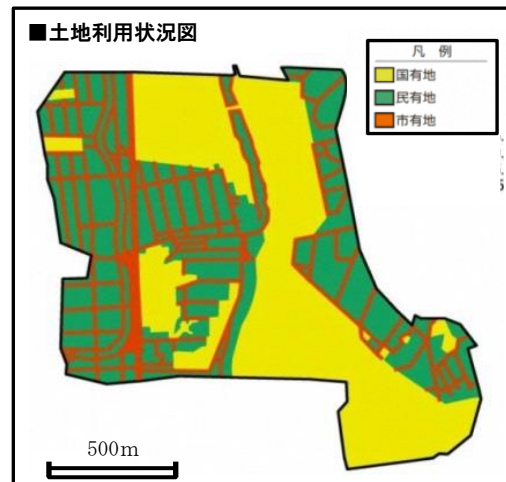 ■土地利用状況図
凡例
国有地
民有地
市有地
500m